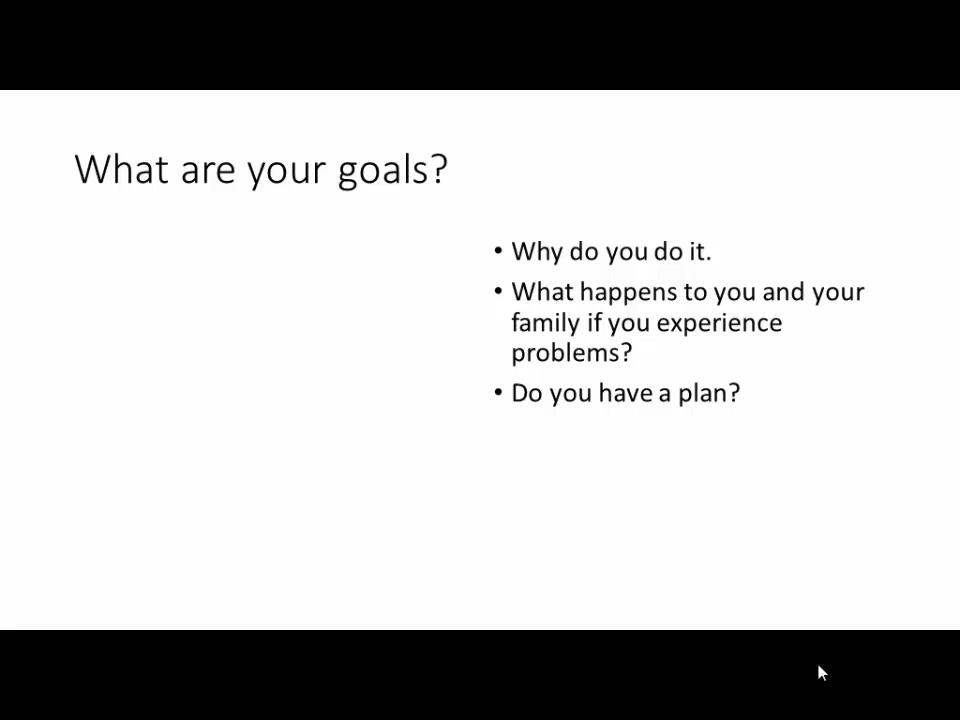 What are your goals?
• Why do you do it.
• What happens to you and your
family if you experience
problems?
• Do you have a plan?